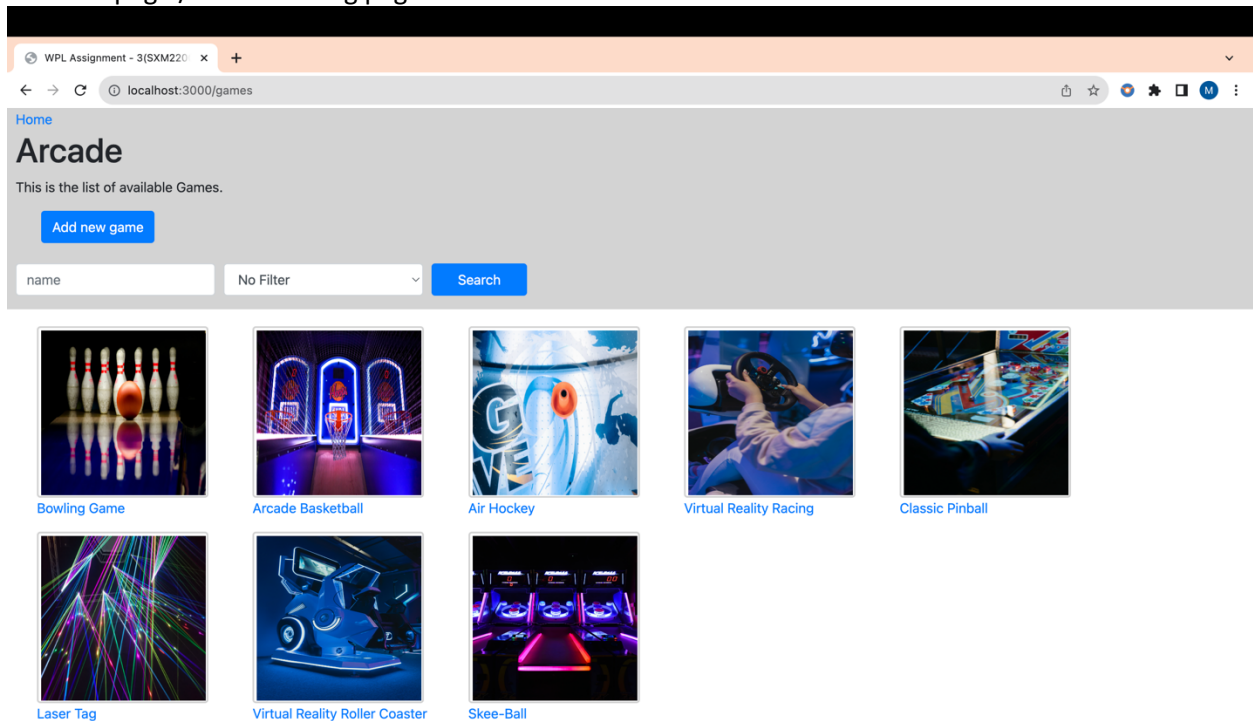 WPL Assignment - 3(SXM220
localhost:3000/games
M
Home
Arcade
This is the list of available Games.
Add new game
name
No Filter
Search
Bowling Game
Arcade Basketball
Air Hockey
Virtual Reality Racing
Classic Pinball
Laser Tag
Virtual Reality Roller Coaster
Skee-Ball